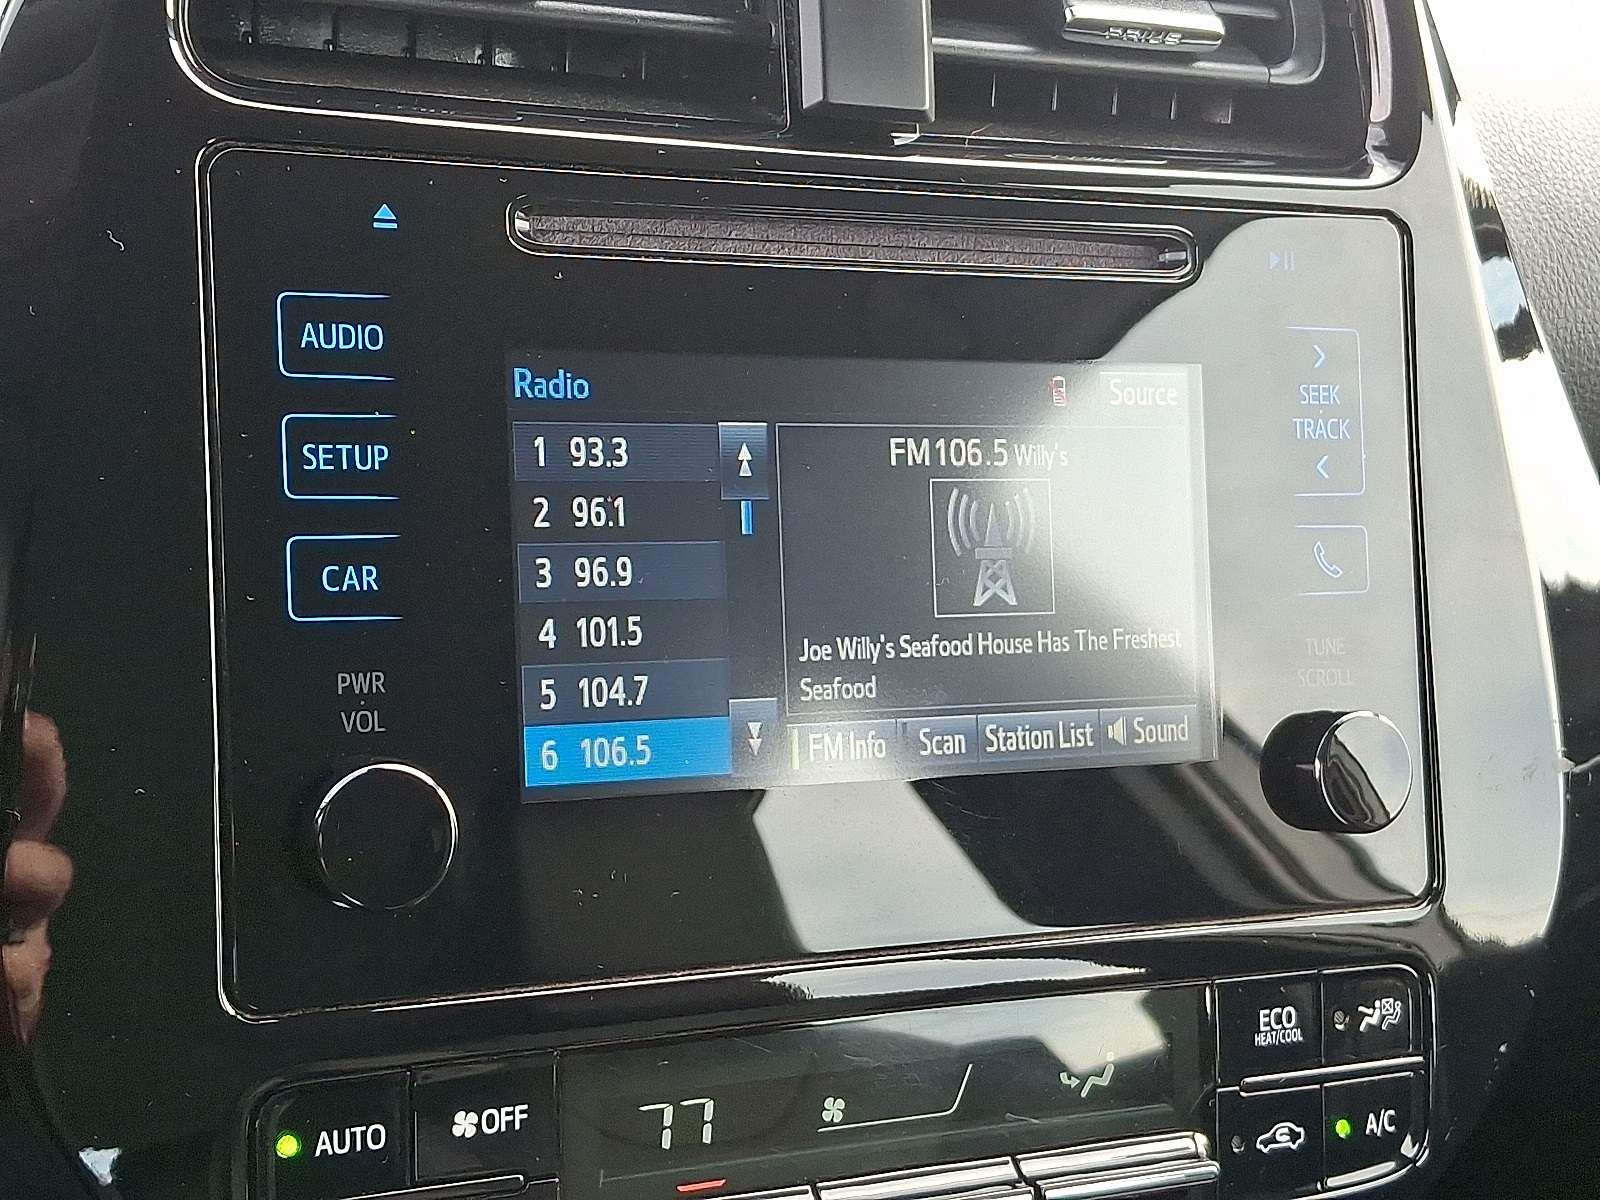 PRIUS
AUDIO
SETUP
CAR
PWR
VOL
Radio
Source
1 93.3
2 96.1
3 96.9
4 101.5
5 104.7
6 106.5
FM 106.5 Willy's
Joe Willy's Seafood House Has The Freshest
Seafood
FM Info
Scan
Station List
Sound
SEEK
TRACK
TUNE
SCROLL
ECO
HEAT/COOL
AUTO
OFF
77
A/C